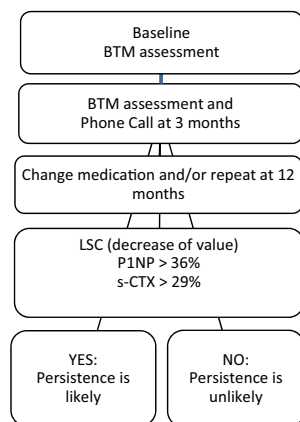 Baseline
BTM assessment
BTM assessment and
Phone Call at 3 months
Change medication and/or repeat at 12
months
LSC (decrease of value)
P1NP > 36%
s-CTX > 29%
YES:
Persistence is
likely
NO:
Persistence is
unlikely